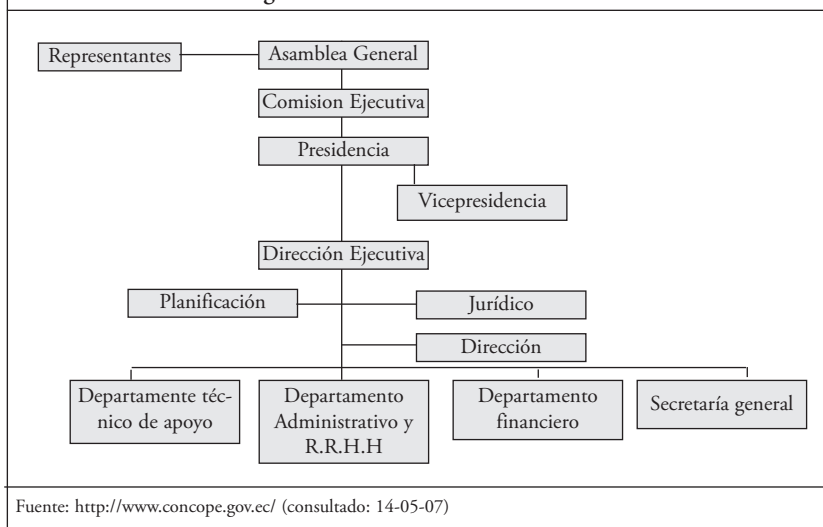 Representantes
Asamblea General
Comision Ejecutiva
Presidencia
Vicepresidencia
Dirección Ejecutiva
Planificación
Jurídico
Dirección
Departamente téc-
nico de apoyo
Departamento
Administrativo y
R.R.H.H
Departamento
financiero
Secretaría general
Fuente: http://www.concope.gov.ec/ (consultado: 14-05-07)